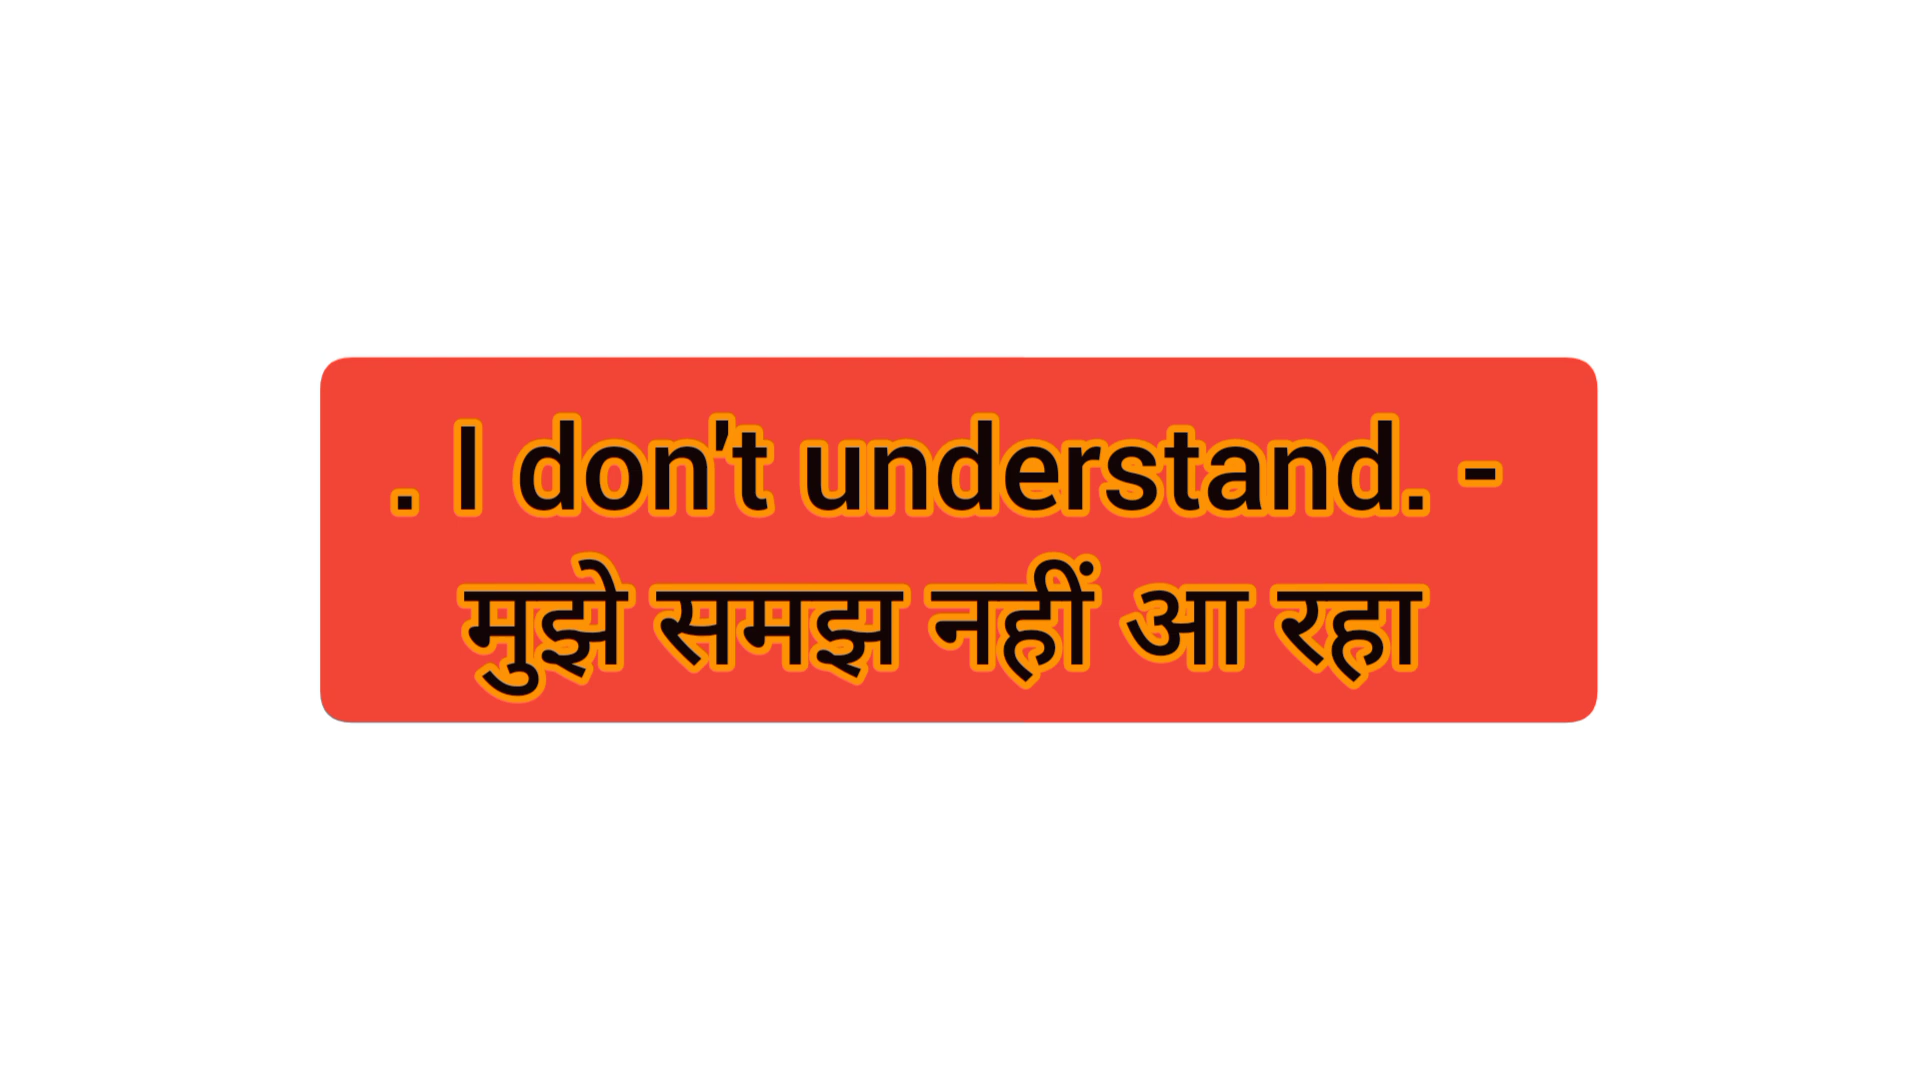 . I don't understand. -
मुझे समझ नहीं आ रहा